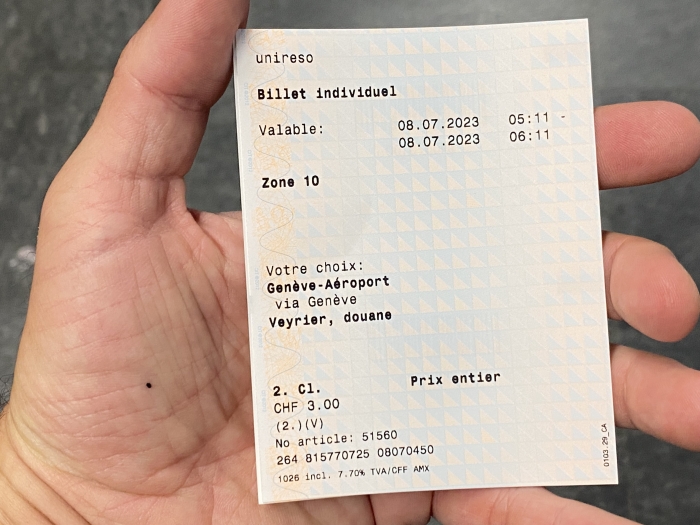 unireso
Billet individuel
Valable: 08.07.2023 05:11 -
08.07.2023 06:11
Zone 10
Votre choix:
Genève-Aéroport
via Genève
Veyrier, douane
2. Cl. Prix entier
CHF 3.00
(2.)(V)
No article: 51560
264 815770725 08070450
1026 incl. 7.70% TVA/CFF AMX
0103.29_CA